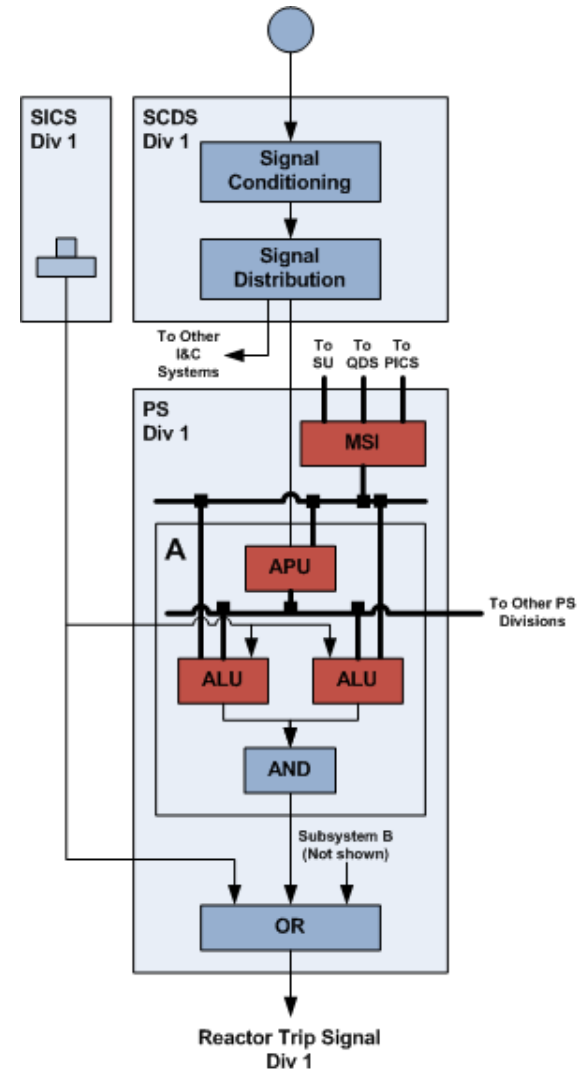 SICS
Div 1
SCDS
Div 1
Signal
Conditioning
Signal
Distribution
To Other
I&C
Systems
To
SU
To
QDS
To
PICS
PS
Div 1
MSI
A
APU
To Other PS
Divisions
ALU
ALU
AND
Subsystem B
(Not shown)
OR
Reactor Trip Signal
Div 1